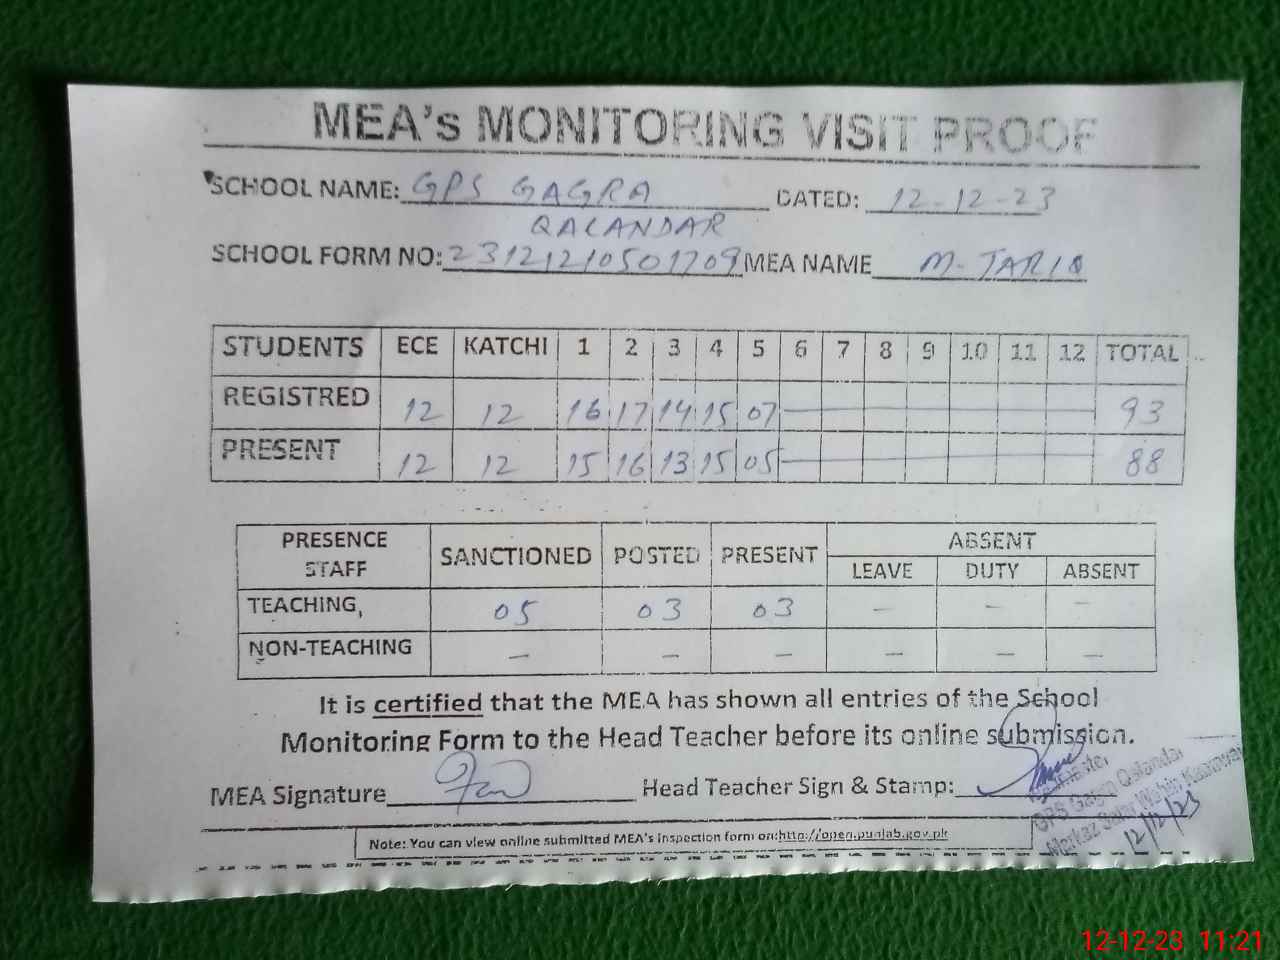 MEA's MONITORING VISIT PROOF
SCHOOL NAME: GPS GAGRA DATED: 12-12-23
QALANDAR
SCHOOL FORM NO: 23121210501709 MEA NAME M-TARIQ
STUDENTS ECE KATCHI 1 2 3 4 5 6 7 8 9 10 11 12 TOTAL
REGISTRED 12 12 16 17 14 15 07 93
PRESENT 12 12 15 16 13 15 05 88
PRESENCE STAFF SANCTIONED POSTED PRESENT ABSENT
LEAVE DUTY ABSENT
TEACHING, 05 03 03 - - -
NON-TEACHING - - - - - -
It is certified that the MEA has shown all entries of the School
Monitoring Form to the Head Teacher before its online submission.
MEA Signature Head Teacher Sign & Stamp:
GPS Gagra Qalandar
Markaz
12/12/23
Note: You can view online submitted MEA's inspection form on:http://open.punjab.gov.pk
12-12-23 11:21